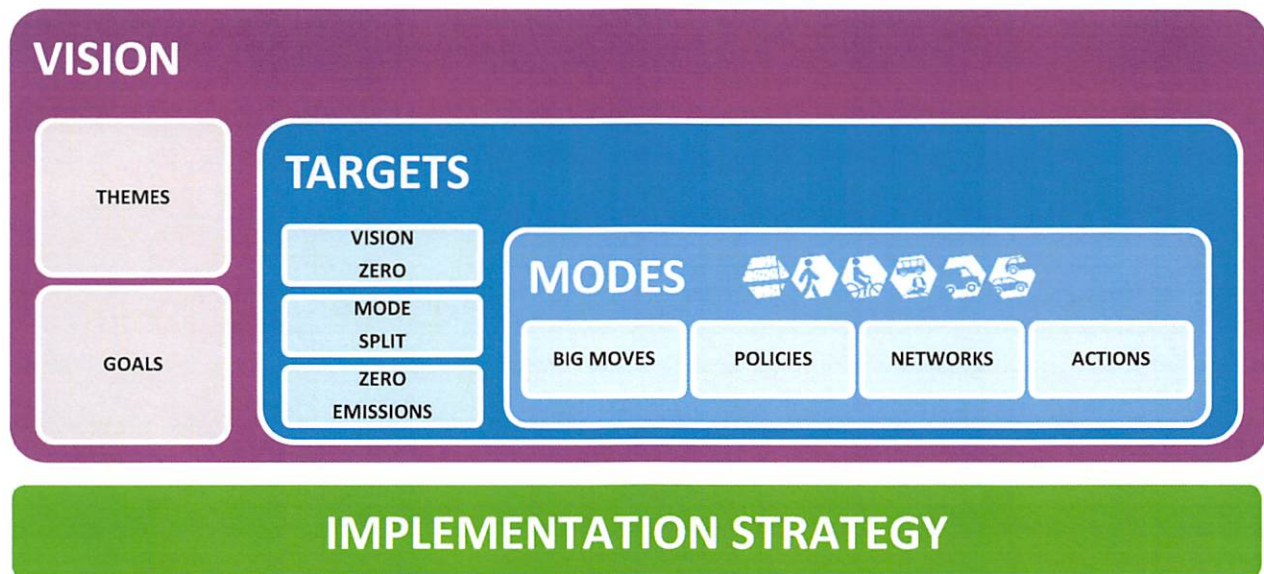 VISION
THEMES
GOALS
TARGETS
VISION
ZERO
MODE
SPLIT
ZERO
EMISSIONS
MODES
BIG MOVES
POLICIES
NETWORKS
ACTIONS
IMPLEMENTATION STRATEGY